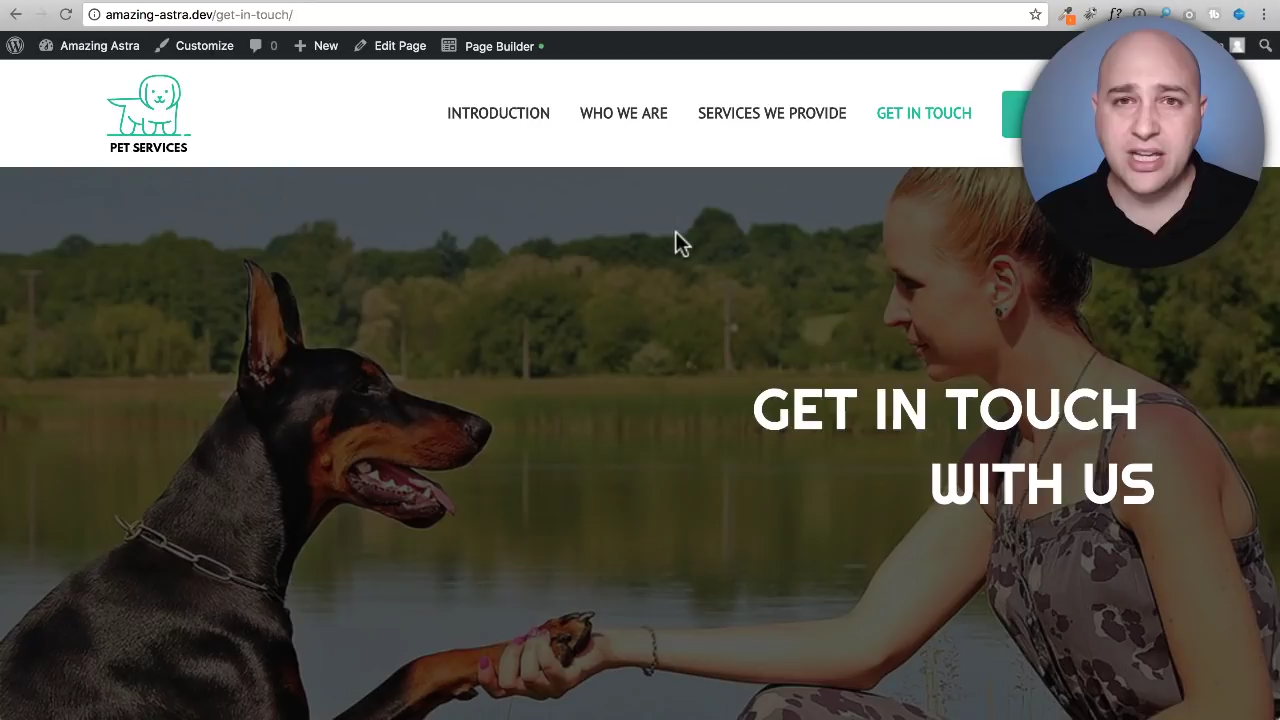 amazing-astra.dev/get-in-touch/
Amazing Astra
Customize
0
New
Edit Page
Page Builder
PET SERVICES
INTRODUCTION
WHO WE ARE
SERVICES WE PROVIDE
GET IN TOUCH
GET IN TOUCH
WITH US